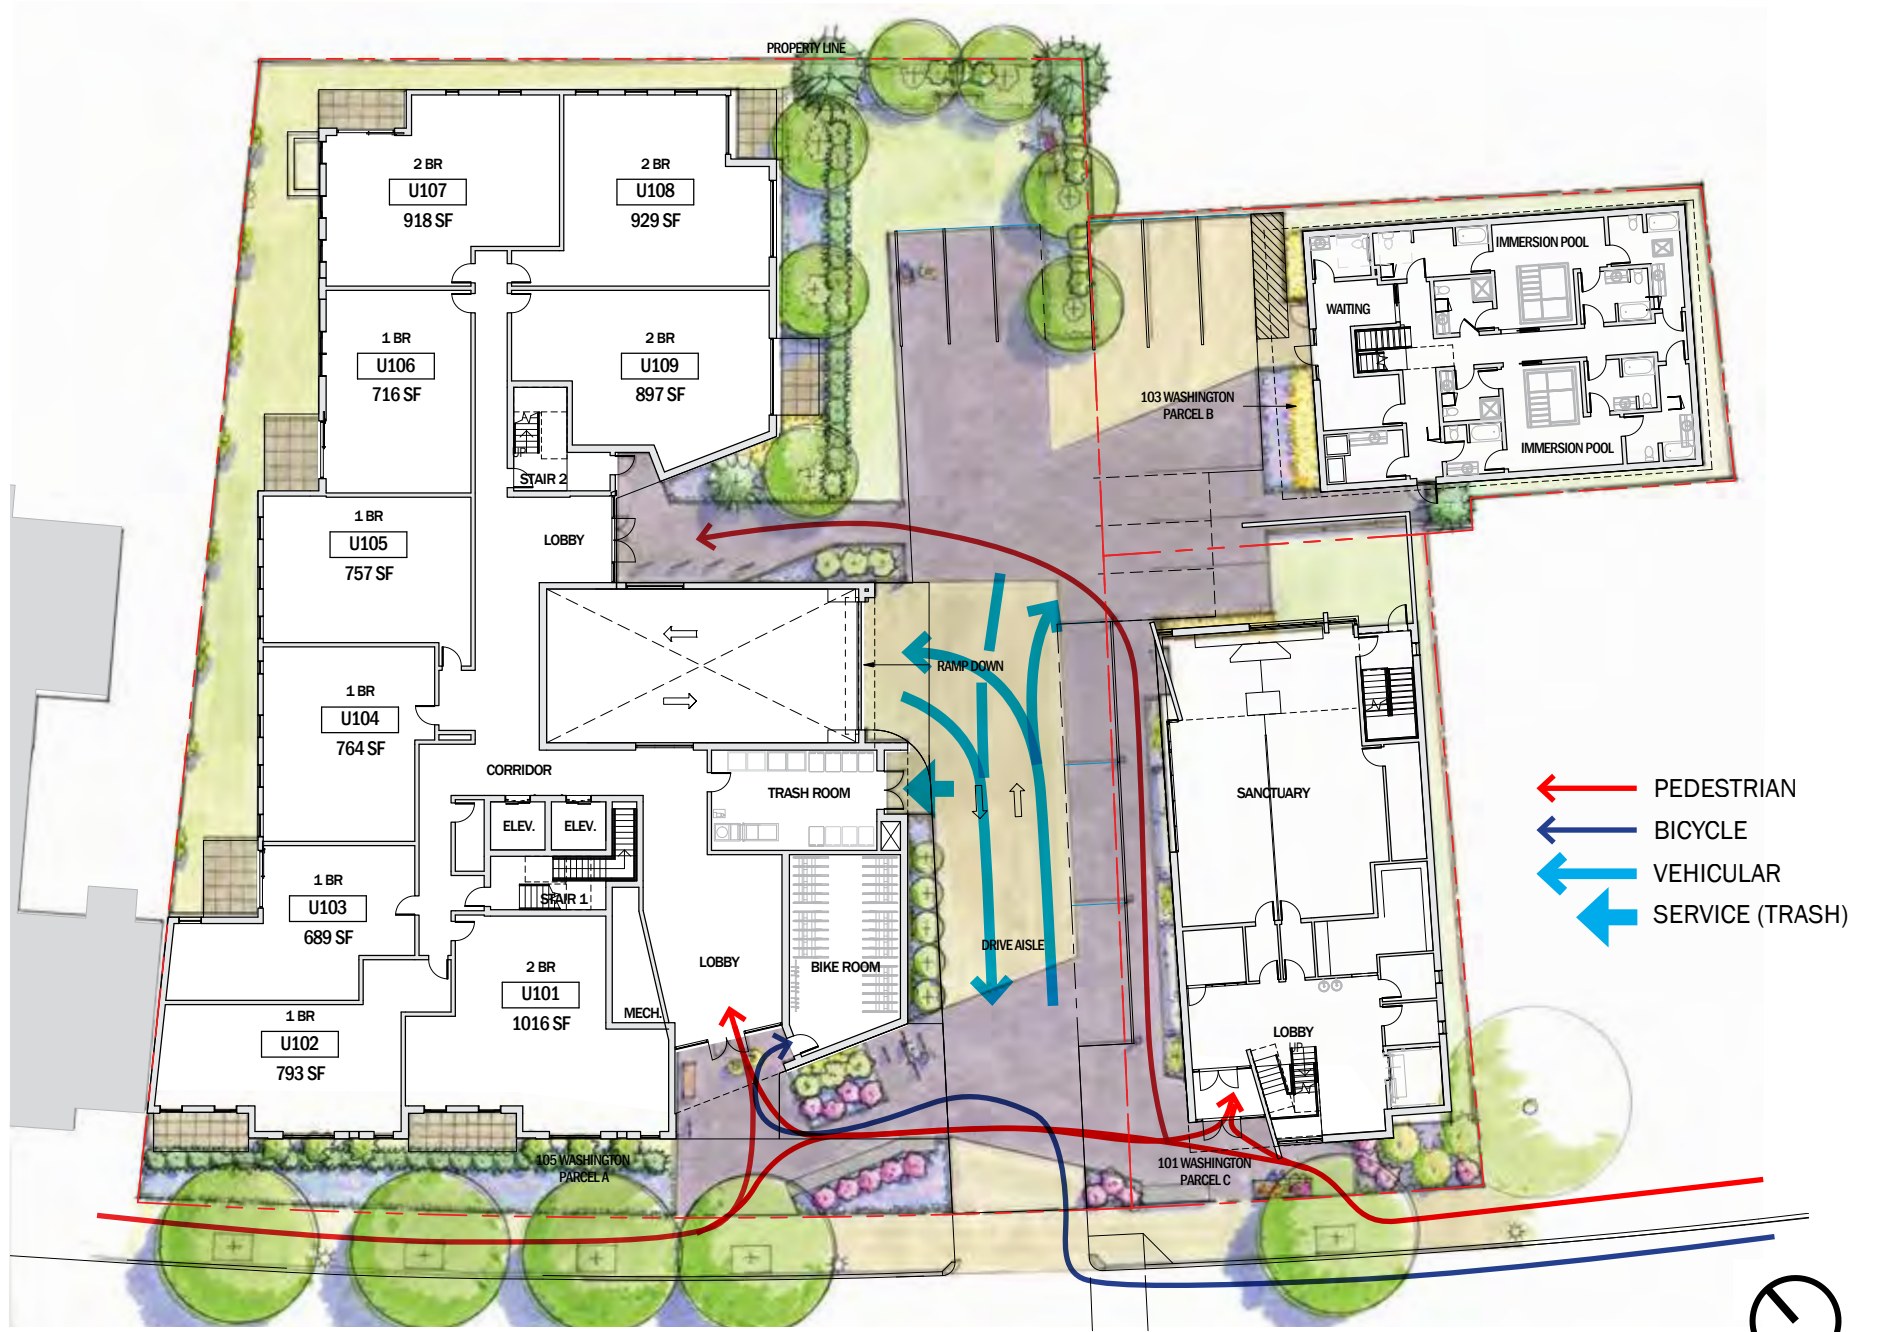 PROPERTY LINE
2 BR
U107
918 SF
2 BR
U108
929 SF
1 BR
U106
716 SF
2 BR
U109
897 SF
STAIR 2
1 BR
U105
757 SF
LOBBY
1 BR
U104
764 SF
CORRIDOR
ELEV.
ELEV.
STAIR 1
TRASH ROOM
RAMP DOWN
1 BR
U103
689 SF
2 BR
U101
1016 SF
MECH.
LOBBY
BIKE ROOM
DRIVE AISLE
1 BR
U102
793 SF
105 WASHINGTON
PARCEL A
103 WASHINGTON
PARCEL B
WAITING
IMMERSION POOL
IMMERSION POOL
SANCTUARY
LOBBY
101 WASHINGTON
PARCEL C
PEDESTRIAN
BICYCLE
VEHICULAR
SERVICE (TRASH)